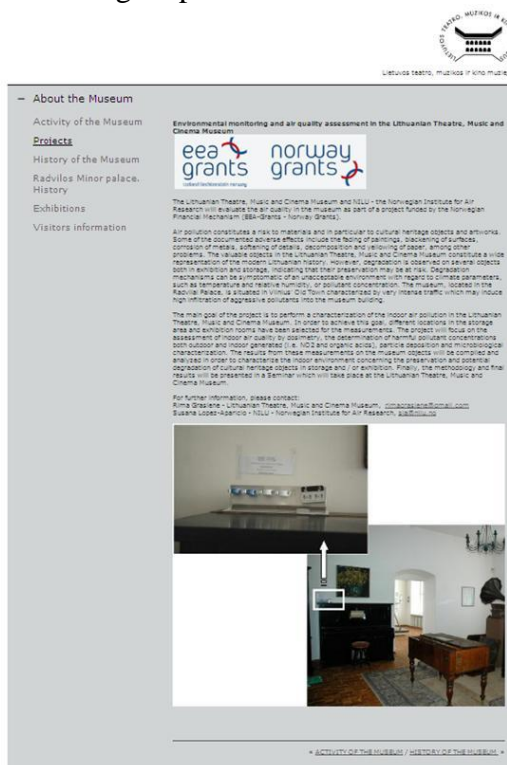 LIETUVOS TEATRO, MUZIKOS IR
Lietuvos teatro, muzikos ir kino muzie
– About the Museum
Activity of the Museum
Projects
History of the Museum
Radvilos Minor palace.
History
Exhibitions
Visitors information
Environmental monitoring and air quality assessment in the Lithuanian Theatre, Music and
Cinema Museum
eea grants
norway grants
The Lithuanian Theatre, Music and Cinema Museum and NILU - the Norwegian Institute for Air
Research will evaluate the air quality in the museum as part of a project funded by the Norwegian
Financial Mechanism (EEA-Grants - Norway Grants).
Air pollution constitutes a risk to materials and in particular to cultural heritage objects and artworks.
Some of the documented adverse effects include the fading of paintings, blackening of surfaces,
corrosion of metals, softening of details, decomposition and yellowing of paper, among other
problems. The valuable objects in the Lithuanian Theatre, Music and Cinema Museum constitute a wide
representation of the modern Lithuanian history. However, degradation is observed on several objects
both in exhibition and storage, indicating that their preservation may be at risk. Degradation
mechanisms can be symptomatic of an unacceptable environment with regard to climate parameters,
such as temperature and relative humidity, or pollutant concentration. The museum, located in the
Radvilai Palace, is situated in Vilnius' Old Town characterized by very intense traffic which may induce
high infiltration of aggressive pollutants into the museum building.
The main goal of the project is to perform a characterization of the indoor air pollution in the Lithuanian
Theatre, Music and Cinema Museum. In order to achieve this goal, different locations in the storage
area and exhibition rooms have been selected for the measurements. The project will focus on the
assessment of indoor air quality by dosimetry, the determination of harmful pollutant concentrations
both outdoor and indoor generated (i.e. NO2 and organic acids), particle deposition and microbiological
characterization. The results from these measurements on the museum objects will be compiled and
analyzed in order to characterize the indoor environment concerning the preservation and potential
degradation of cultural heritage objects in storage and / or exhibition. Finally, the methodology and final
results will be presented in a Seminar which will take place at the Lithuanian Theatre, Music and
Cinema Museum.
For further information, please contact:
Rima Grasiene - Lithuanian Theatre, Music and Cinema Museum, rimagrasiene@gmail.com
Susana Lopez-Aparicio - NILU - Norwegian Institute for Air Research, sla@nilu.no
« ACTIVITY OF THE MUSEUM / HISTORY OF THE MUSEUM »